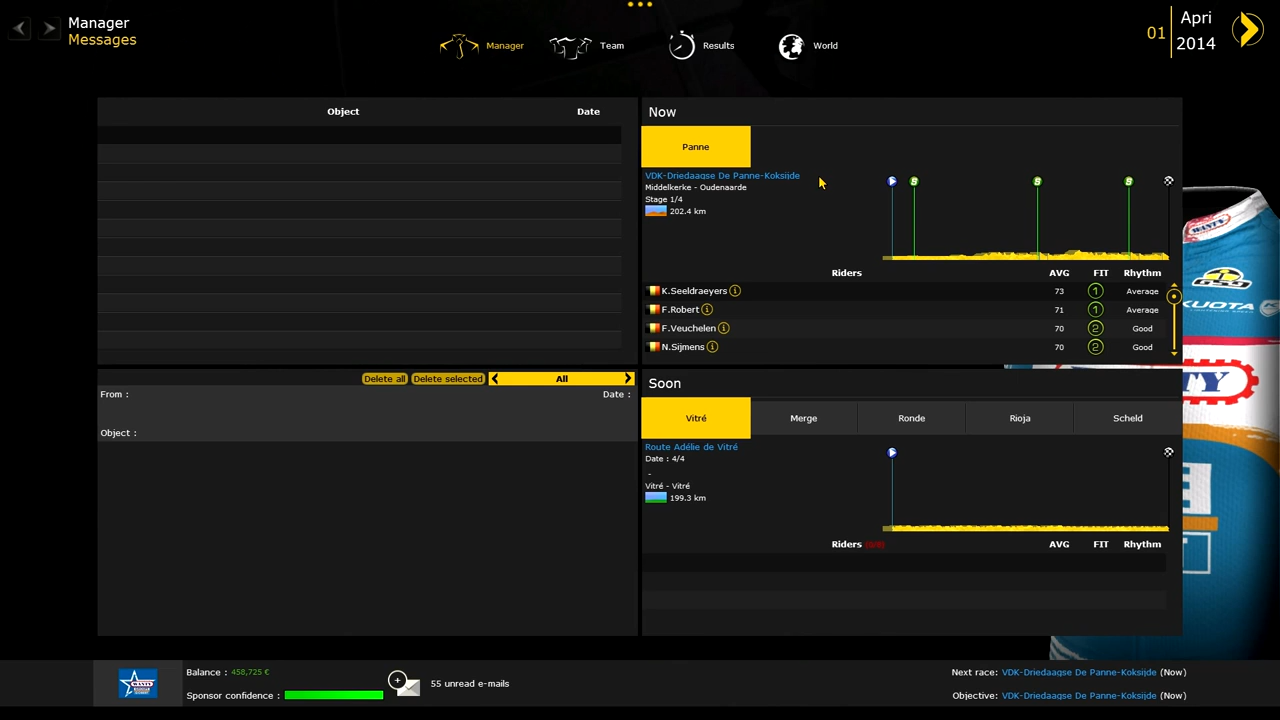 Manager
Messages
Manager
Team
Results
World
01
Apri
2014
Object
Date
Now
Panne
VDK-Driedaagse De Panne-Koksijde
Middelkerke - Oudenaarde
Stage 1/4
202.4 km
S
S
S
Riders AVG FIT Rhythm
K.Seeldraeyers 73 1 Average
F.Robert 71 1 Average
F.Veuchelen 70 2 Good
N.Sijmens 70 2 Good
Delete all
Delete selected
All
From :
Date :
Object :
Soon
Vitré
Merge
Ronde
Rioja
Scheld
Route Adélie de Vitré
Date : 4/4
-
Vitré - Vitré
199.3 km
Riders AVG FIT Rhythm
WANTY
GSG
KUOTA
TY
Balance : 458,725 €
Sponsor confidence :
55 unread e-mails
Next race: VDK-Driedaagse De Panne-Koksijde (Now)
Objective: VDK-Driedaagse De Panne-Koksijde (Now)